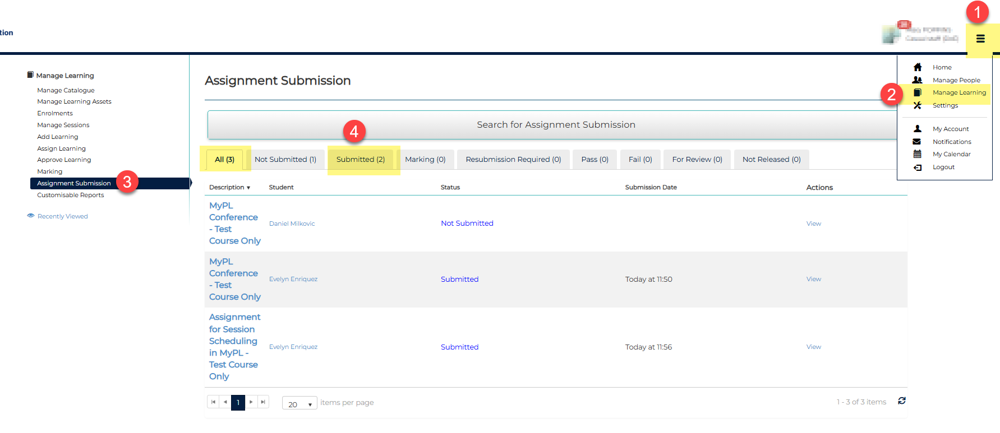 1
tion
Home
Manage People
2
Manage Learning
Settings
My Account
Notifications
My Calendar
Logout
Manage Learning
Manage Catalogue
Manage Learning Assets
Enrolments
Manage Sessions
Add Learning
Assign Learning
Approve Learning
Marking
Assignment Submission
3
Customisable Reports
Recently Viewed
Assignment Submission
Search for Assignment Submission
4
All (3) Not Submitted (1) Submitted (2) Marking (0) Resubmission Required (0) Pass (0) Fail (0) For Review (0) Not Released (0)
Description Student Status Submission Date Actions
MyPL
Conference
- Test
Course Only
Daniel Milkovic Not Submitted View
MyPL
Conference
- Test
Course Only
Evelyn Enriquez Submitted Today at 11:50 View
Assignment
for Session
Scheduling
in MyPL -
Test Course
Only
Evelyn Enriquez Submitted Today at 11:56 View
1 20 items per page 1 - 3 of 3 items